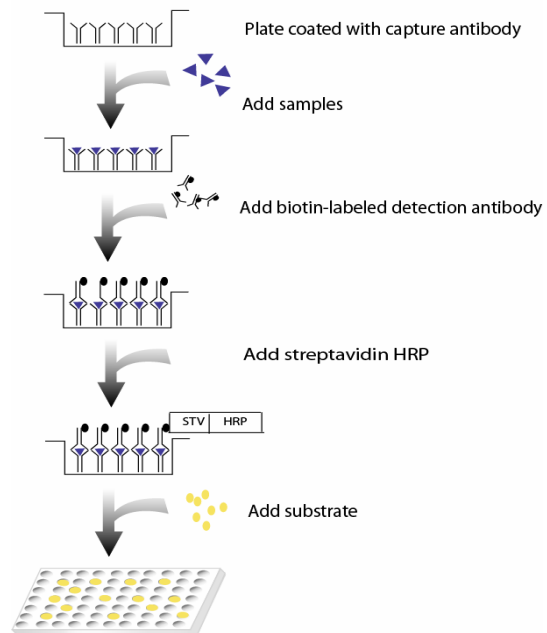 Plate coated with capture antibody
Add samples
Add biotin-labeled detection antibody
Add streptavidin HRP
STV HRP
Add substrate